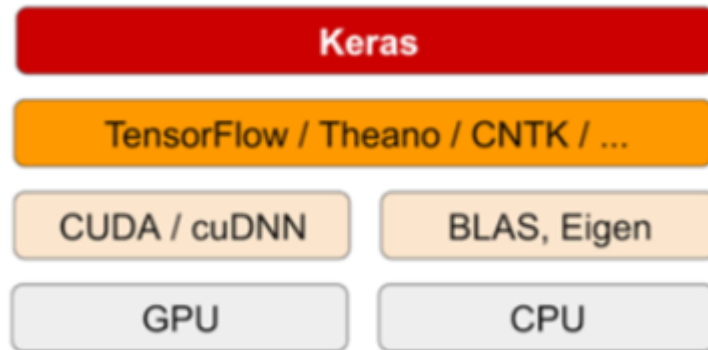 Keras
TensorFlow / Theano / CNTK / ...
CUDA / cuDNN
BLAS, Eigen
GPU
CPU